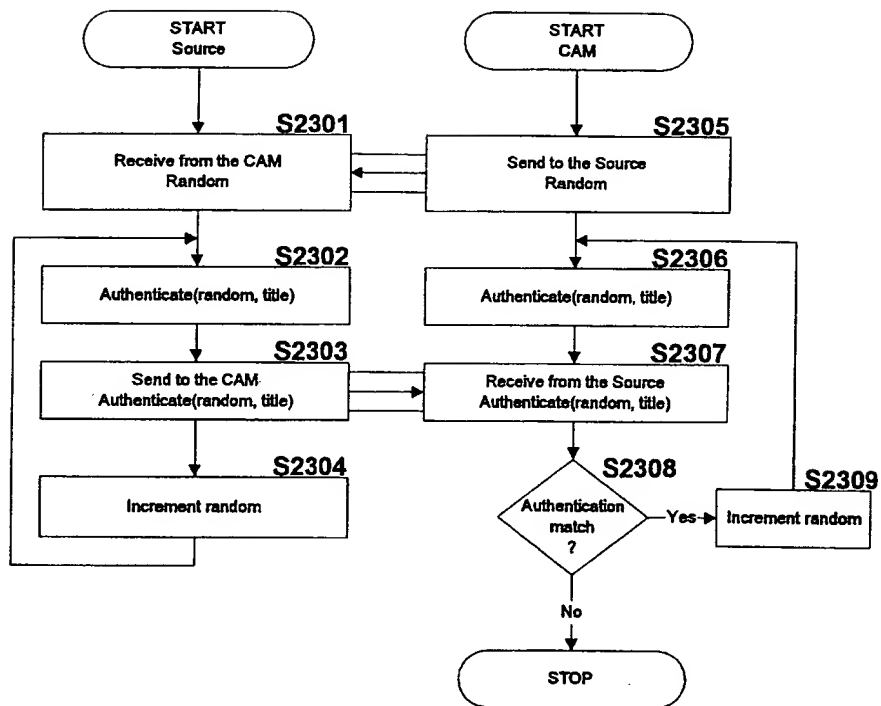 START
Source
START
CAM
S2301
Receive from the CAM
Random
S2305
Send to the Source
Random
S2302
Authenticate(random, title)
S2306
Authenticate(random, title)
S2303
Send to the CAM
Authenticate(random, title)
S2307
Receive from the Source
Authenticate(random, title)
S2304
Increment random
S2308
Authentication
match
?
Yes
S2309
Increment random
No
STOP